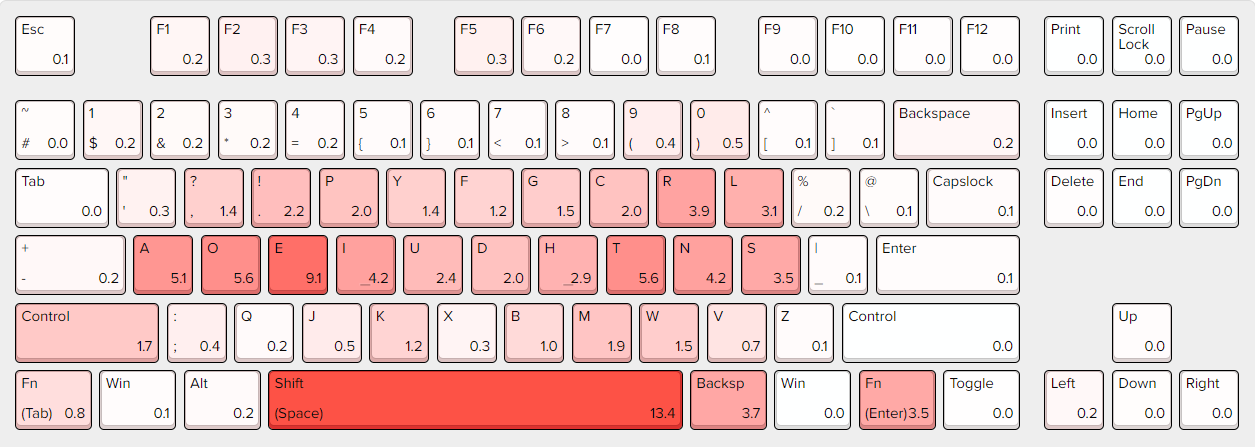 Esc F1 F2 F3 F4 F5 F6 F7 F8 F9 F10 F11 F12 Print Scroll Lock Pause
0.1 0.2 0.3 0.3 0.2 0.3 0.2 0.0 0.1 0.0 0.0 0.0 0.0 0.0 0.0 0.0
~ 1 2 3 4 5 6 7 8 9 0 ^ ` Backspace Insert Home PgUp
# 0.0 $ 0.2 & 0.2 * 0.2 = 0.2 { 0.1 } 0.1 < 0.1 > 0.1 ( 0.4 ) 0.5 [ 0.1 ] 0.1 0.2 0.0 0.0 0.0
Tab " ? ! P Y F G C R L % @ Capslock Delete End PgDn
0.0 ' 0.3 , 1.4 . 2.2 2.0 1.4 1.2 1.5 2.0 3.9 3.1 / 0.2 \ 0.1 0.1 0.0 0.0 0.0
+ A O E I U D H T N S | Enter
- 0.2 5.1 5.6 9.1 _4.2 2.4 2.0 _2.9 5.6 4.2 3.5 _ 0.1 0.1
Control : Q J K X B M W V Z Control Up
1.7 ; 0.4 0.2 0.5 1.2 0.3 1.0 1.9 1.5 0.7 0.1 0.0 0.0
Fn Win Alt Shift Backsp Win Fn Toggle Left Down Right
(Tab) 0.8 0.1 0.2 (Space) 13.4 3.7 0.0 (Enter)3.5 0.0 0.2 0.0 0.0